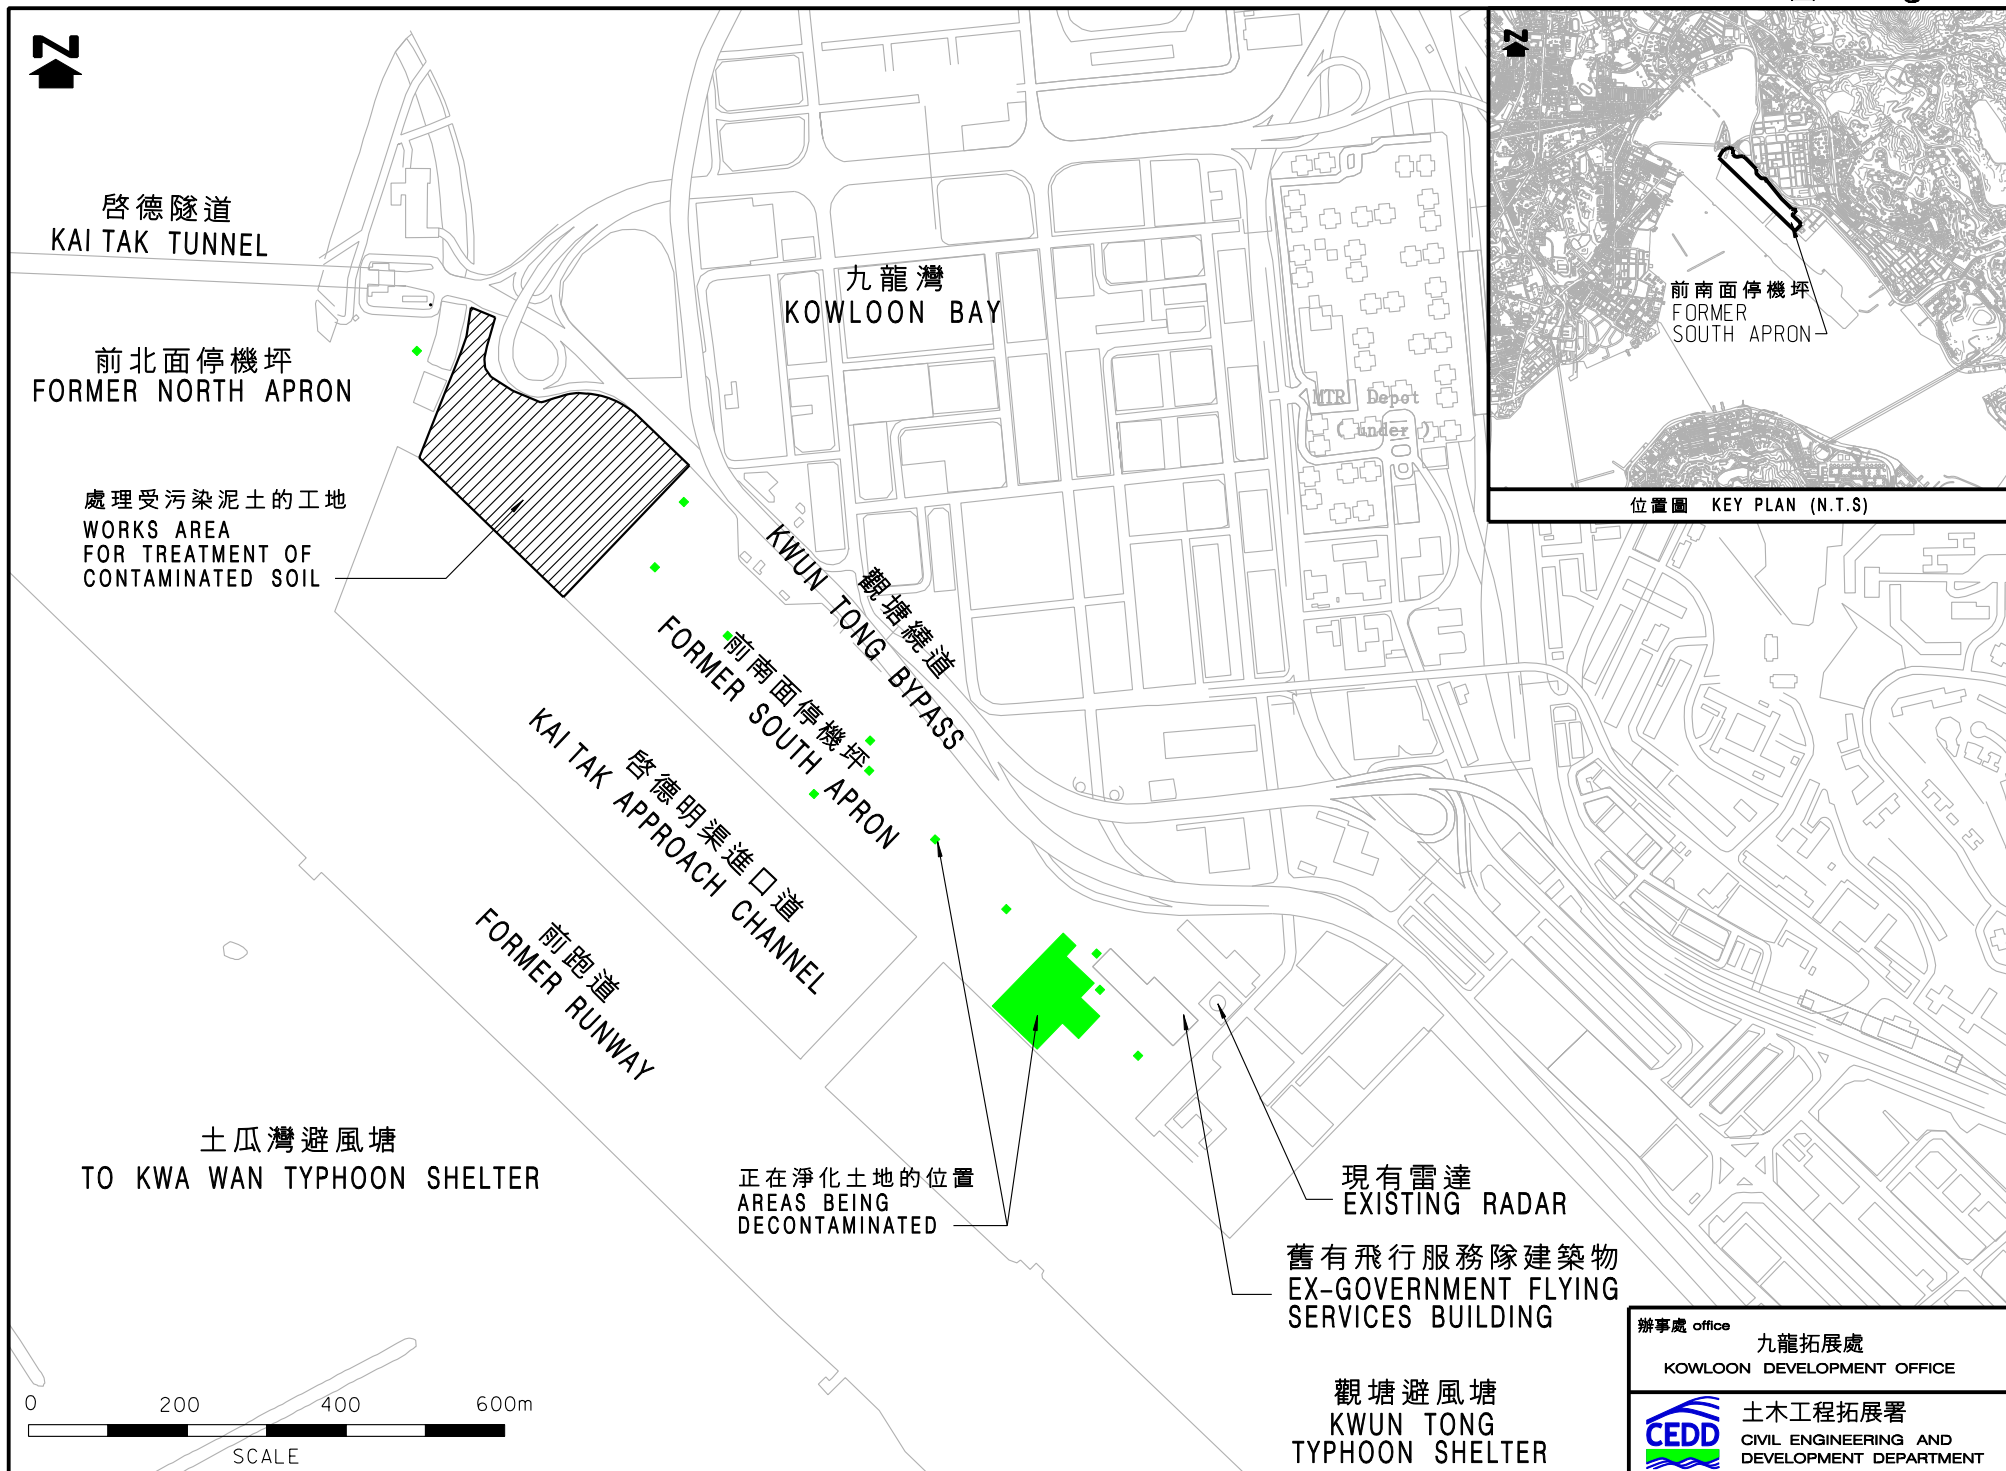 N
啓德隧道
KAI TAK TUNNEL
前北面停機坪
FORMER NORTH APRON
處理受污染泥土的工地
WORKS AREA
FOR TREATMENT OF
CONTAMINATED SOIL
九龍灣
KOWLOON BAY
MTR Depot
( under )
觀塘繞道
KWUN TONG BYPASS
前南面停機坪
FORMER SOUTH APRON
啓德明渠進口道
KAI TAK APPROACH CHANNEL
前跑道
FORMER RUNWAY
土瓜灣避風塘
TO KWA WAN TYPHOON SHELTER
正在淨化土地的位置
AREAS BEING
DECONTAMINATED
現有雷達
EXISTING RADAR
舊有飛行服務隊建築物
EX-GOVERNMENT FLYING
SERVICES BUILDING
觀塘避風塘
KWUN TONG
TYPHOON SHELTER
0 200 400 600m
SCALE
N
前南面停機坪
FORMER
SOUTH APRON
位置圖 KEY PLAN (N.T.S)
辦事處 office
九龍拓展處
KOWLOON DEVELOPMENT OFFICE
CEDD
土木工程拓展署
CIVIL ENGINEERING AND
DEVELOPMENT DEPARTMENT